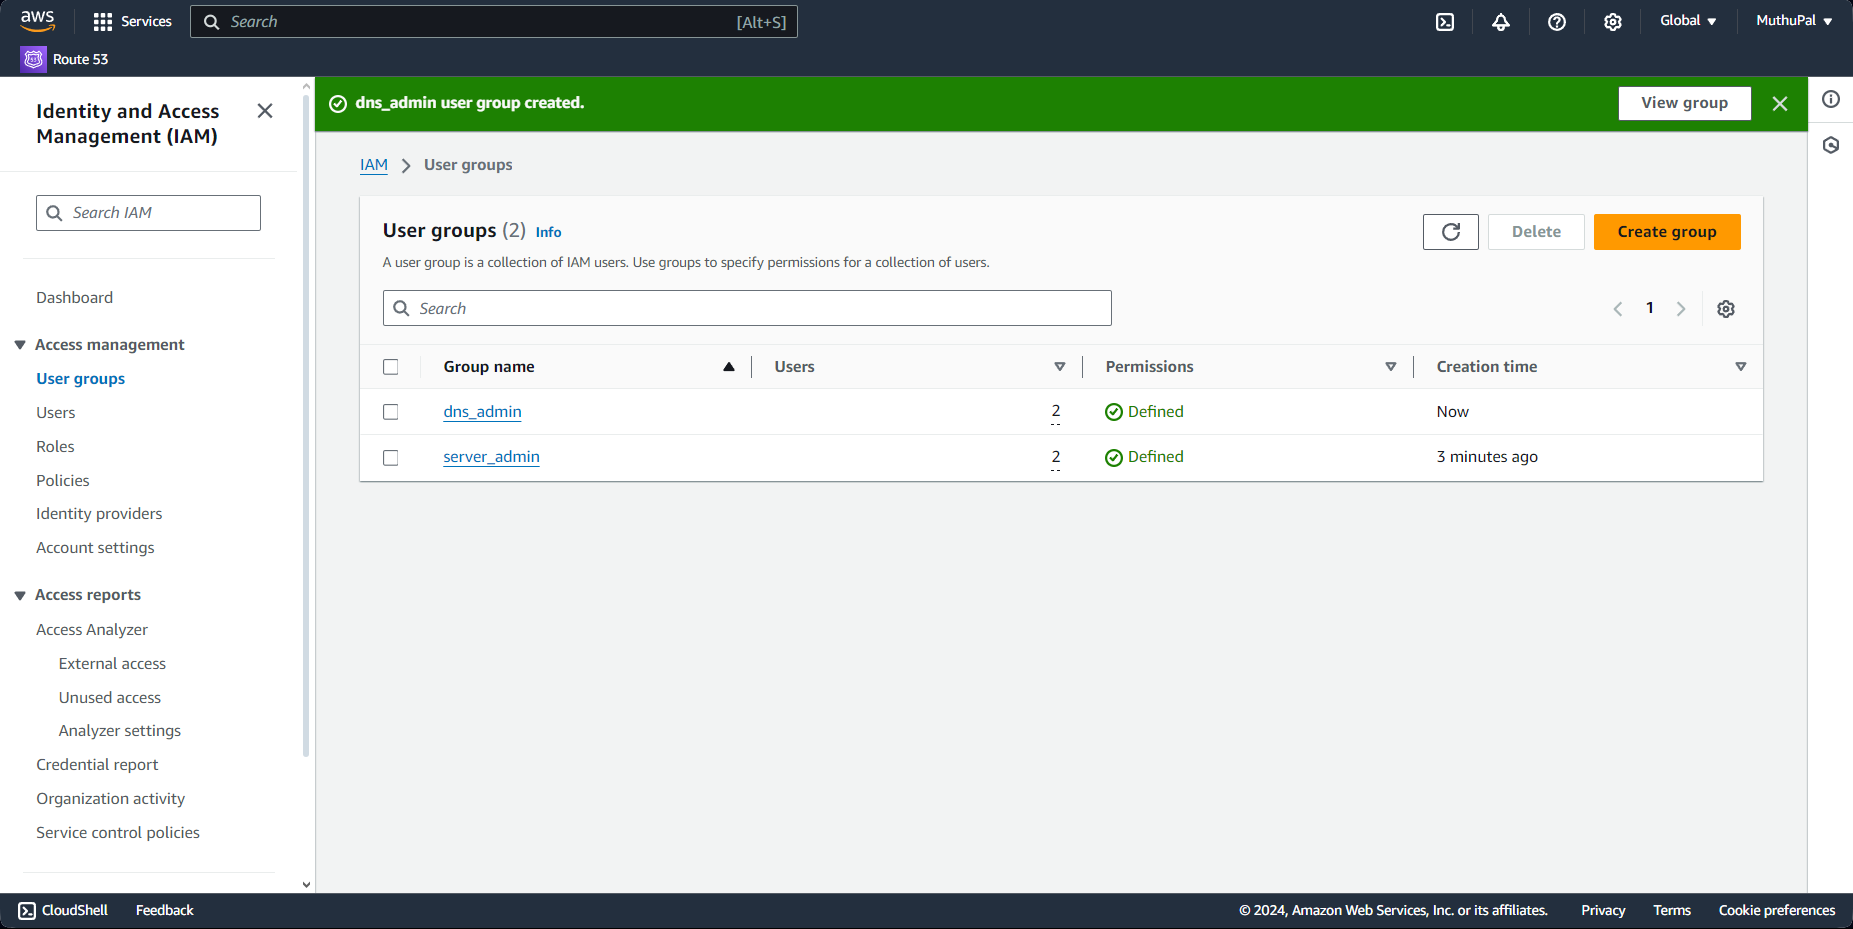 aws
Services
Search [Alt+S]
Global
MuthuPal
Route 53
Identity and Access
Management (IAM)
Search IAM
Dashboard
Access management
User groups
Users
Roles
Policies
Identity providers
Account settings
Access reports
Access Analyzer
External access
Unused access
Analyzer settings
Credential report
Organization activity
Service control policies
dns_admin user group created.
View group
IAM User groups
User groups (2) Info
Delete
Create group
A user group is a collection of IAM users. Use groups to specify permissions for a collection of users.
Search
1
Group name Users Permissions Creation time
dns_admin 2 Defined Now
server_admin 2 Defined 3 minutes ago
CloudShell Feedback © 2024, Amazon Web Services, Inc. or its affiliates. Privacy Terms Cookie preferences